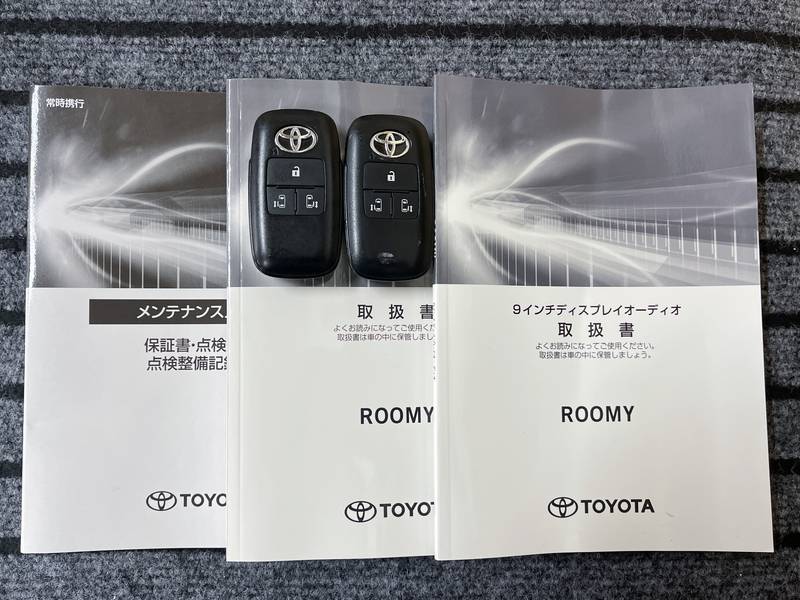 常時携行
メンテナンス
保証書・点検
点検整備記録
TOYO
取扱書
よくお読みになってご使用くだ
取扱書は車の中に保管しましょ
ROOMY
TOYOTA
9インチディスプレイオーディオ
取扱書
よくお読みになってご使用ください。
取扱書は車の中に保管しましょう。
ROOMY
TOYOTA